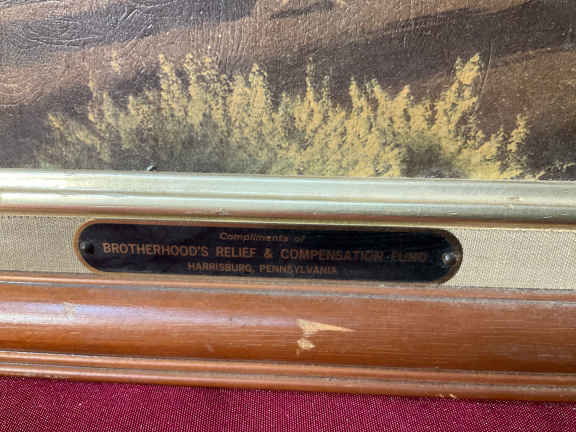 Compliments of
BROTHERHOOD'S RELIEF & COMPENSATION FUND
HARRISBURG, PENNSYLVANIA